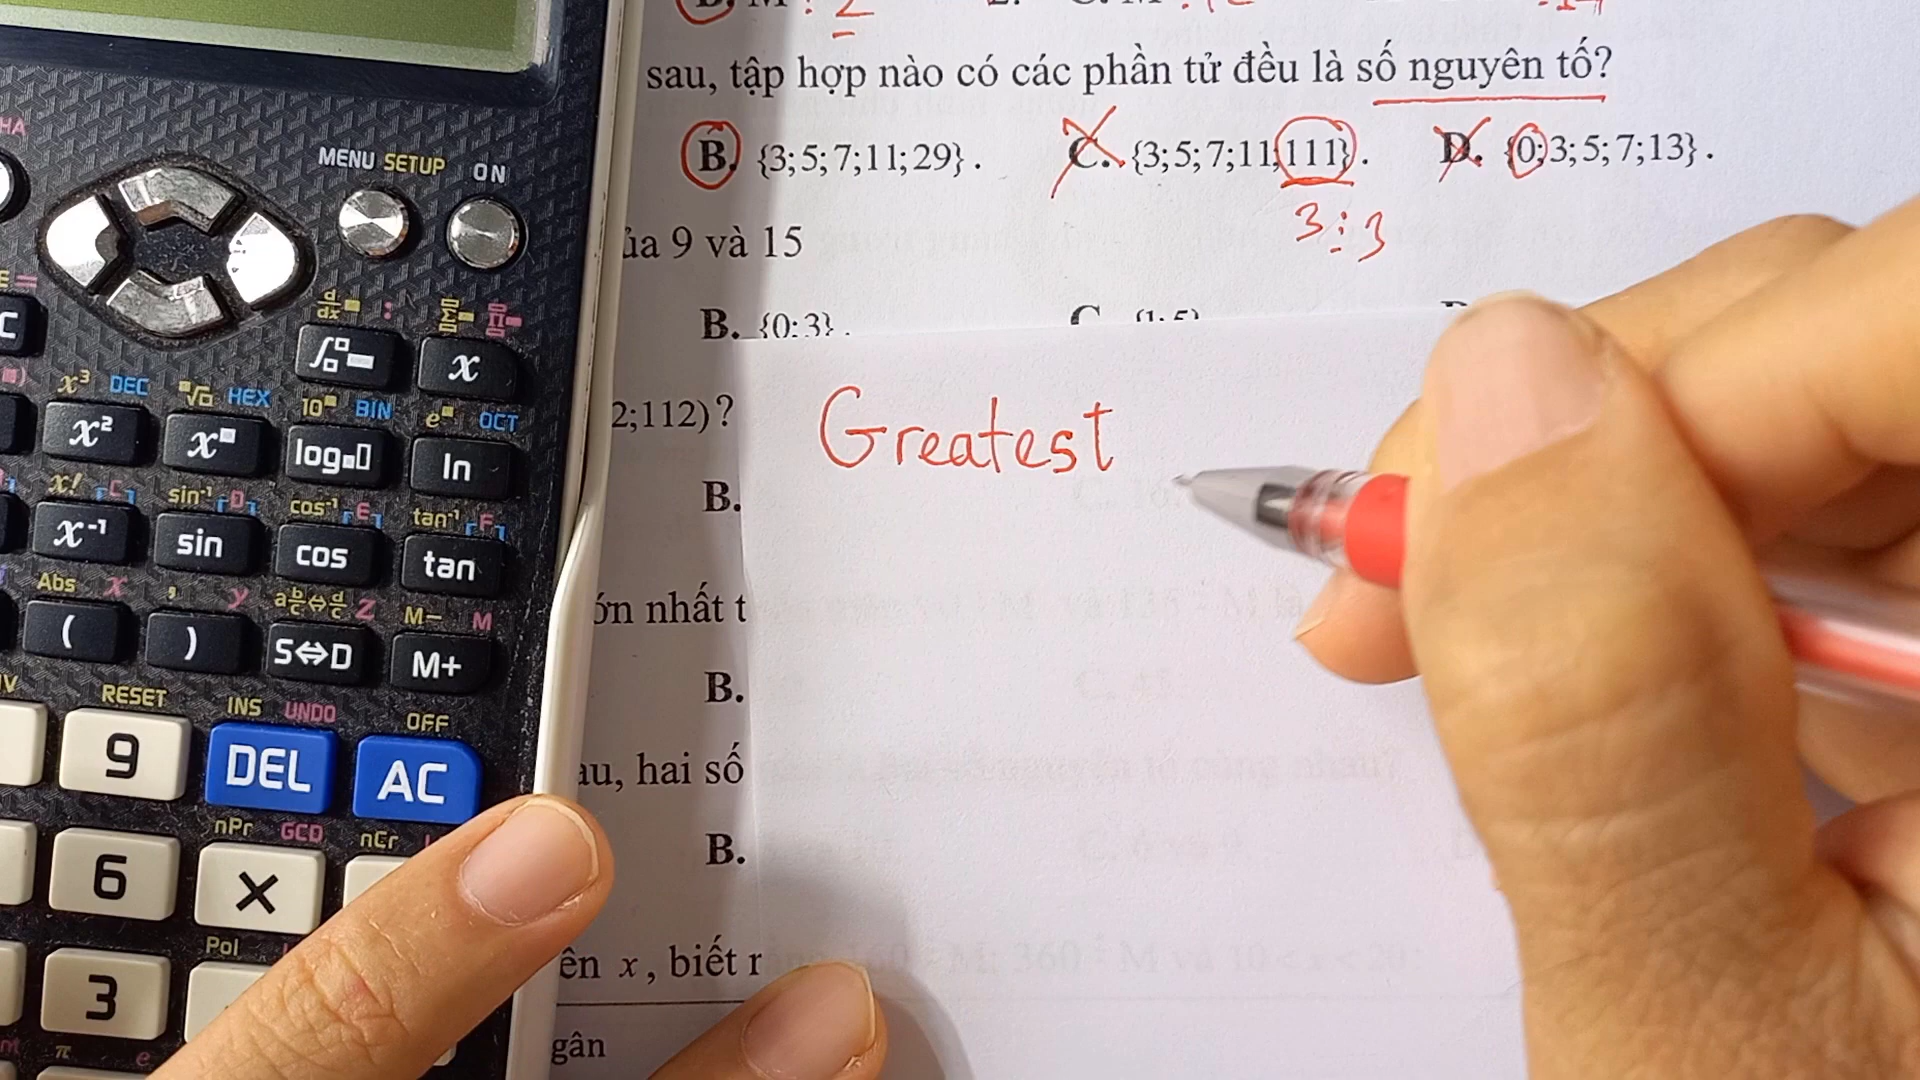 sau, tập hợp nào có các phần tử đều là số nguyên tố?
B. {3; 5; 7; 11; 29} . C. {3; 5; 7; 11; 111} . D. {0; 3; 5; 7; 13} .
3 ⋮ 3
9 và 15
B. {0; 3} .
2;112)?
Greatest
B.
ớn nhất t
B.
hai số
B.
ên x , biết r
gân
MENU SETUP ON
x³ DEC HEX 10 BIN e OCT
x² x log ln
x! sin⁻¹ D cos⁻¹ E tan⁻¹ F
x⁻¹ sin cos tan
Abs x , y a b/c⇔d/c z M− M
( ) S⇔D M+
RESET INS UNDO OFF
9 DEL AC
nPr GCD nCr
6 ×
Pol
3
π e